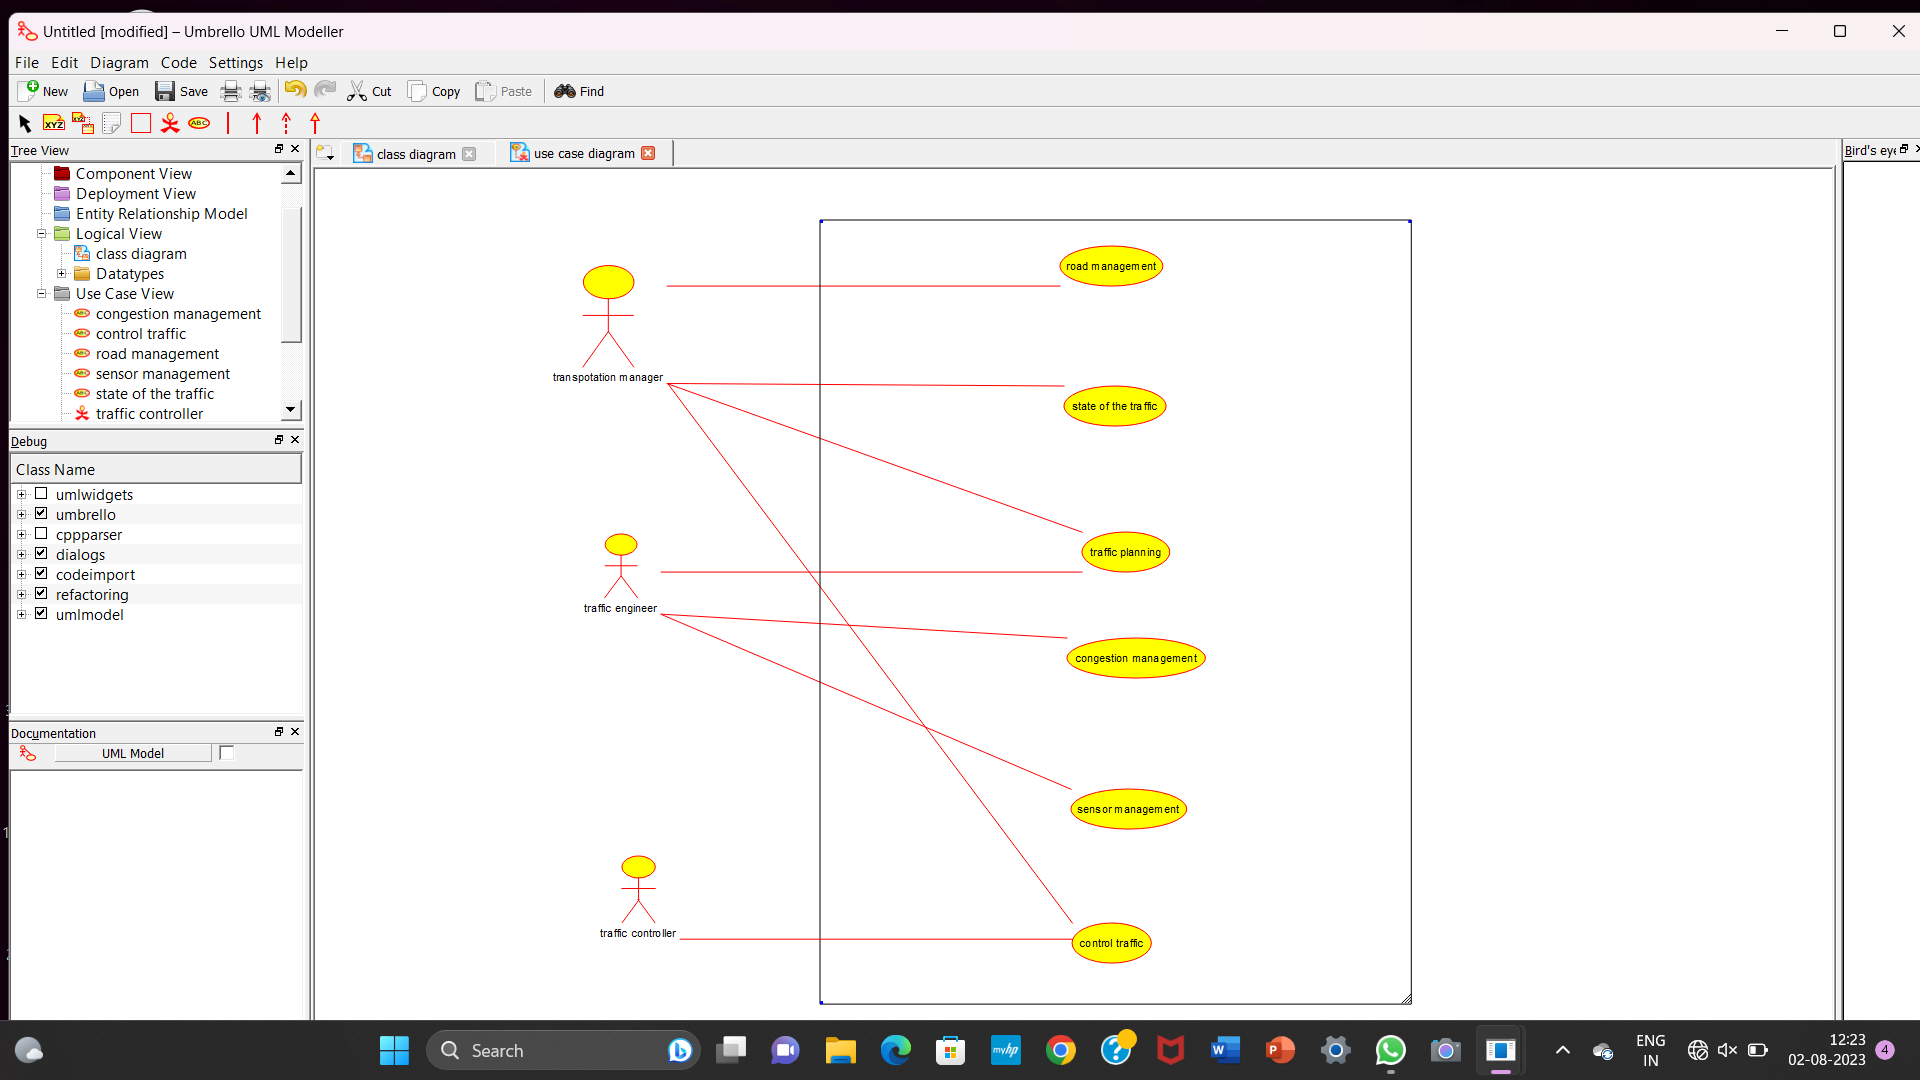 Untitled [modified] – Umbrello UML Modeller
File Edit Diagram Code Settings Help
New Open Save Cut Copy Paste Find
XYZ ABC
Tree View
class diagram
use case diagram
Bird's eye
Component View
Deployment View
Entity Relationship Model
Logical View
class diagram
Datatypes
Use Case View
congestion management
control traffic
road management
sensor management
state of the traffic
traffic controller
Debug
Class Name
umlwidgets
umbrello
cppparser
dialogs
codeimport
refactoring
umlmodel
Documentation
UML Model
road management
transpotation manager
state of the traffic
traffic planning
traffic engineer
congestion management
sensor management
traffic controller
control traffic
Search
myhp
ENG
IN
12:23
02-08-2023
4